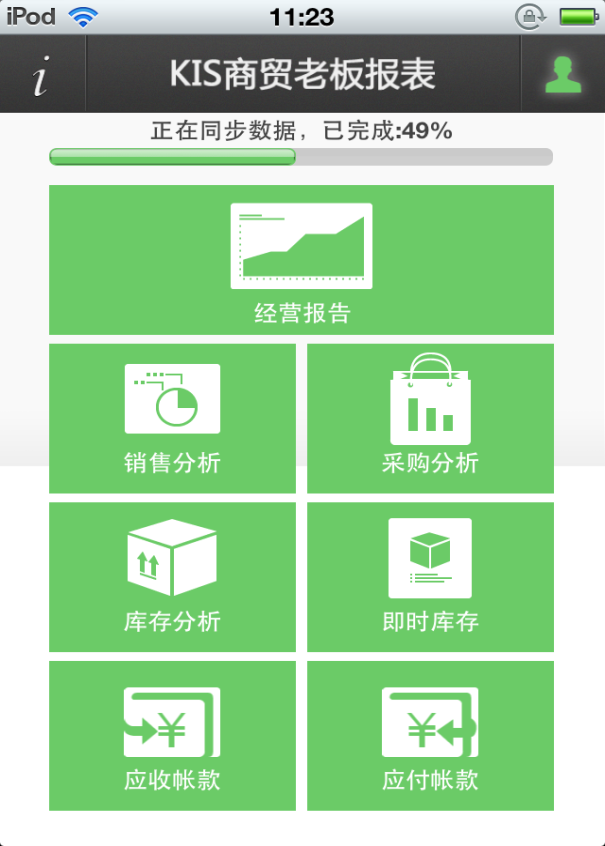 iPod 11:23
i KIS商贸老板报表
正在同步数据，已完成:49%
经营报告
销售分析 采购分析
库存分析 即时库存
¥ ¥
应收帐款 应付帐款